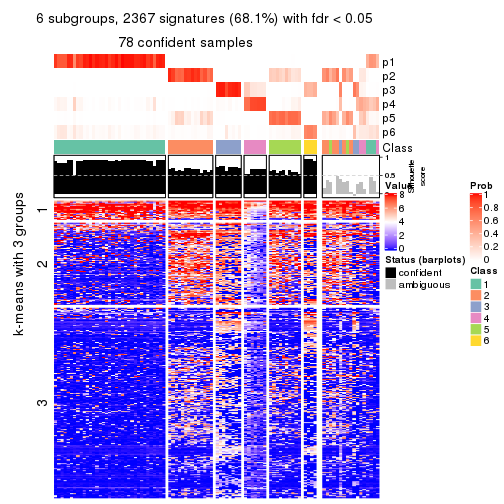 6 subgroups, 2367 signatures (68.1%) with fdr < 0.05
78 confident samples
p1
p2
p3
p4
p5
p6
Class
1
0.5
0
Silhouette
score
k-means with 3 groups
1
2
3
Value
8
6
4
2
0
Status (barplots)
confident
ambiguous
Prob
1
0.8
0.6
0.4
0.2
0
Class
1
2
3
4
5
6